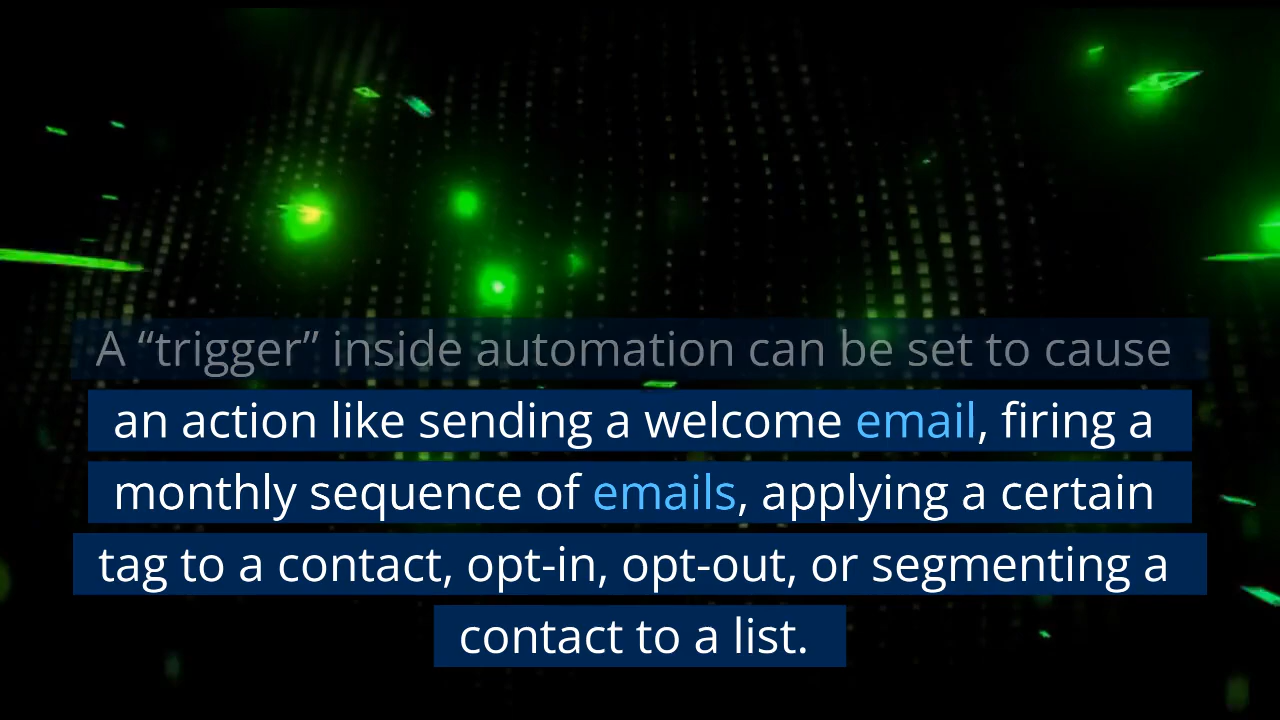 A “trigger” inside automation can be set to cause
an action like sending a welcome email, firing a
monthly sequence of emails, applying a certain
tag to a contact, opt-in, opt-out, or segmenting a
contact to a list.